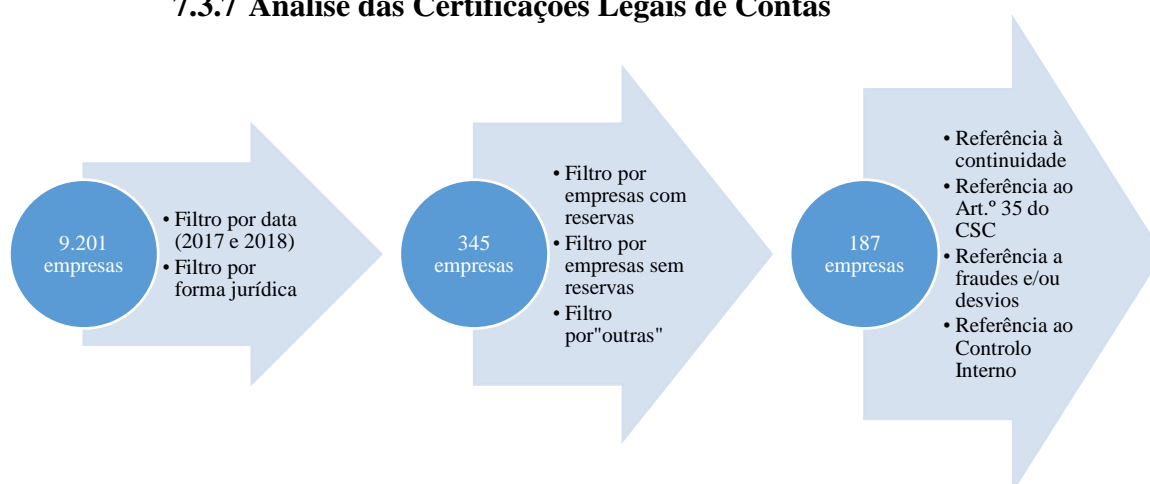 7.3.7 Análise das Certificações Legais de Contas
9.201
empresas
• Filtro por data
(2017 e 2018)
• Filtro por
forma jurídica
345
empresas
• Filtro por
empresas com
reservas
• Filtro por
empresas sem
reservas
• Filtro
por"outras"
187
empresas
• Referência à
continuidade
• Referência ao
Art.º 35 do
CSC
• Referência a
fraudes e/ou
desvios
• Referência ao
Controlo
Interno